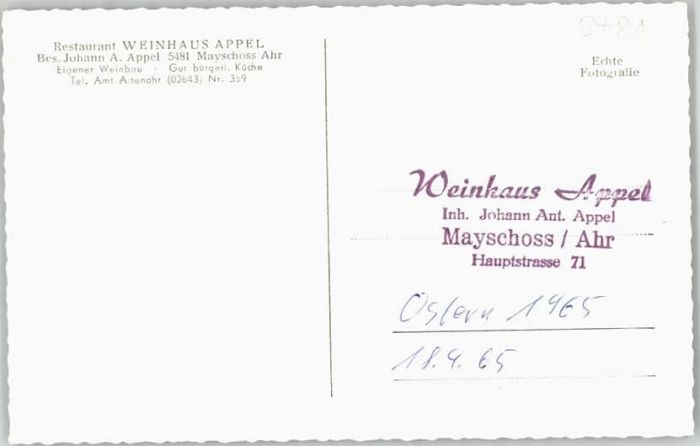 Restaurant WEINHAUS APPEL
Bes. Johann A. Appel 5481 Mayschoss Ahr
Eigener Weinbau · Gut bürgerl. Küche
Tel. Amt Altenahr (02643) Nr. 359
5481
Echte
Fotografie
Weinhaus Appel
Inh. Johann Ant. Appel
Mayschoss / Ahr
Hauptstrasse 71
Ostern 1965
18.4.65